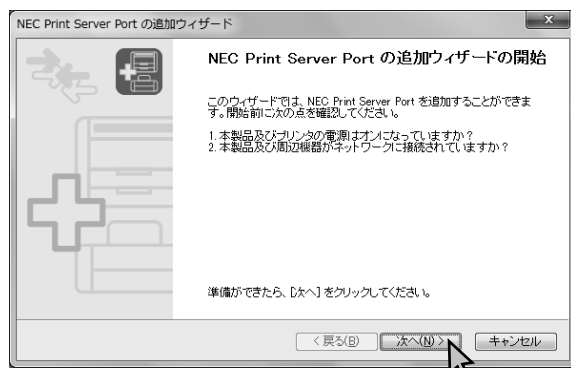 NEC Print Server Port の追加ウィザード
x
NEC Print Server Port の追加ウィザードの開始
このウィザードでは、NEC Print Server Port を追加することができま
す。開始前に次の点を確認してください。
1. 本製品及びプリンタの電源はオンになっていますか?
2. 本製品及び周辺機器がネットワークに接続されていますか?
準備ができたら、[次へ] をクリックしてください。
< 戻る(B)
次へ(N) >
キャンセル